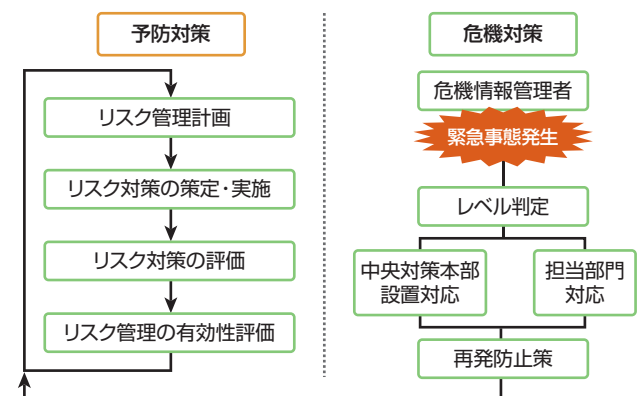 予防対策
リスク管理計画
リスク対策の策定・実施
リスク対策の評価
リスク管理の有効性評価
危機対策
危機情報管理者
緊急事態発生
レベル判定
中央対策本部
設置対応
担当部門
対応
再発防止策